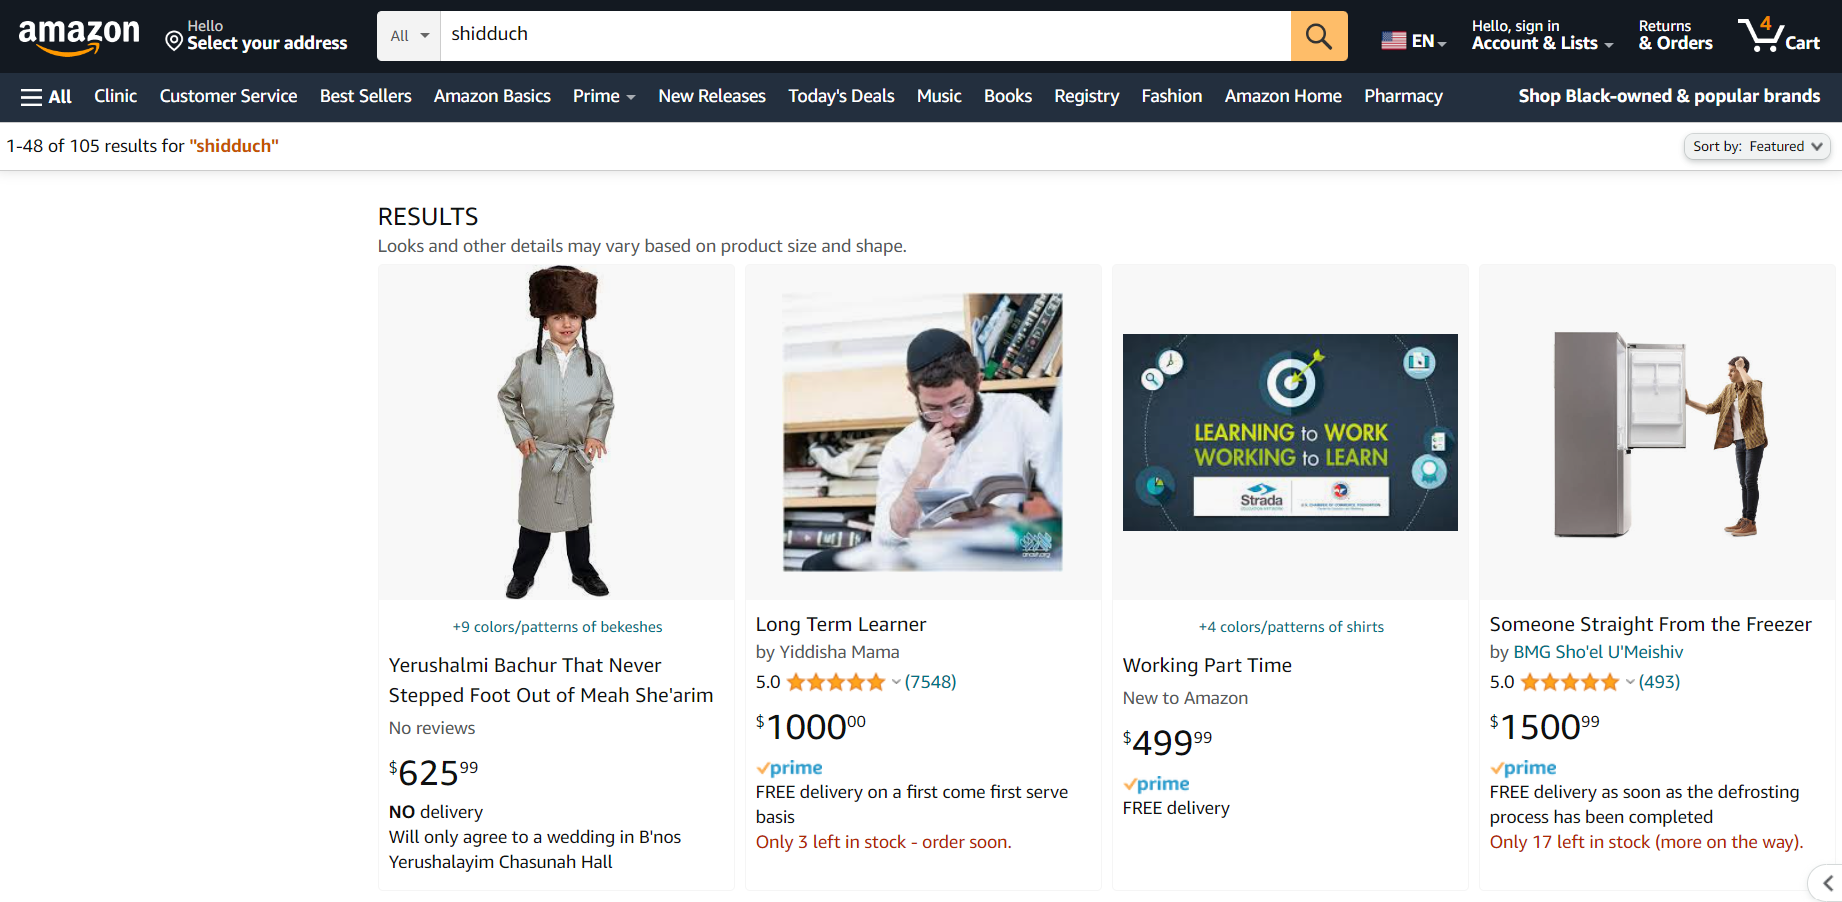 amazon
Hello
Select your address
All
shidduch
EN
Hello, sign in
Account & Lists
Returns
& Orders
4
Cart
All
Clinic
Customer Service
Best Sellers
Amazon Basics
Prime
New Releases
Today's Deals
Music
Books
Registry
Fashion
Amazon Home
Pharmacy
Shop Black-owned & popular brands
1-48 of 105 results for "shidduch"
Sort by: Featured
RESULTS
Looks and other details may vary based on product size and shape.
+9 colors/patterns of bekeshes
Yerushalmi Bachur That Never
Stepped Foot Out of Meah She'arim
No reviews
$625 99
NO delivery
Will only agree to a wedding in B'nos
Yerushalayim Chasunah Hall
Long Term Learner
by Yiddisha Mama
5.0 (7548)
$1000 00
prime
FREE delivery on a first come first serve
basis
Only 3 left in stock - order soon.
LEARNING to WORK
WORKING to LEARN
Strada
+4 colors/patterns of shirts
Working Part Time
New to Amazon
$499 99
prime
FREE delivery
Someone Straight From the Freezer
by BMG Sho'el U'Meishiv
5.0 (493)
$1500 99
prime
FREE delivery as soon as the defrosting
process has been completed
Only 17 left in stock (more on the way).